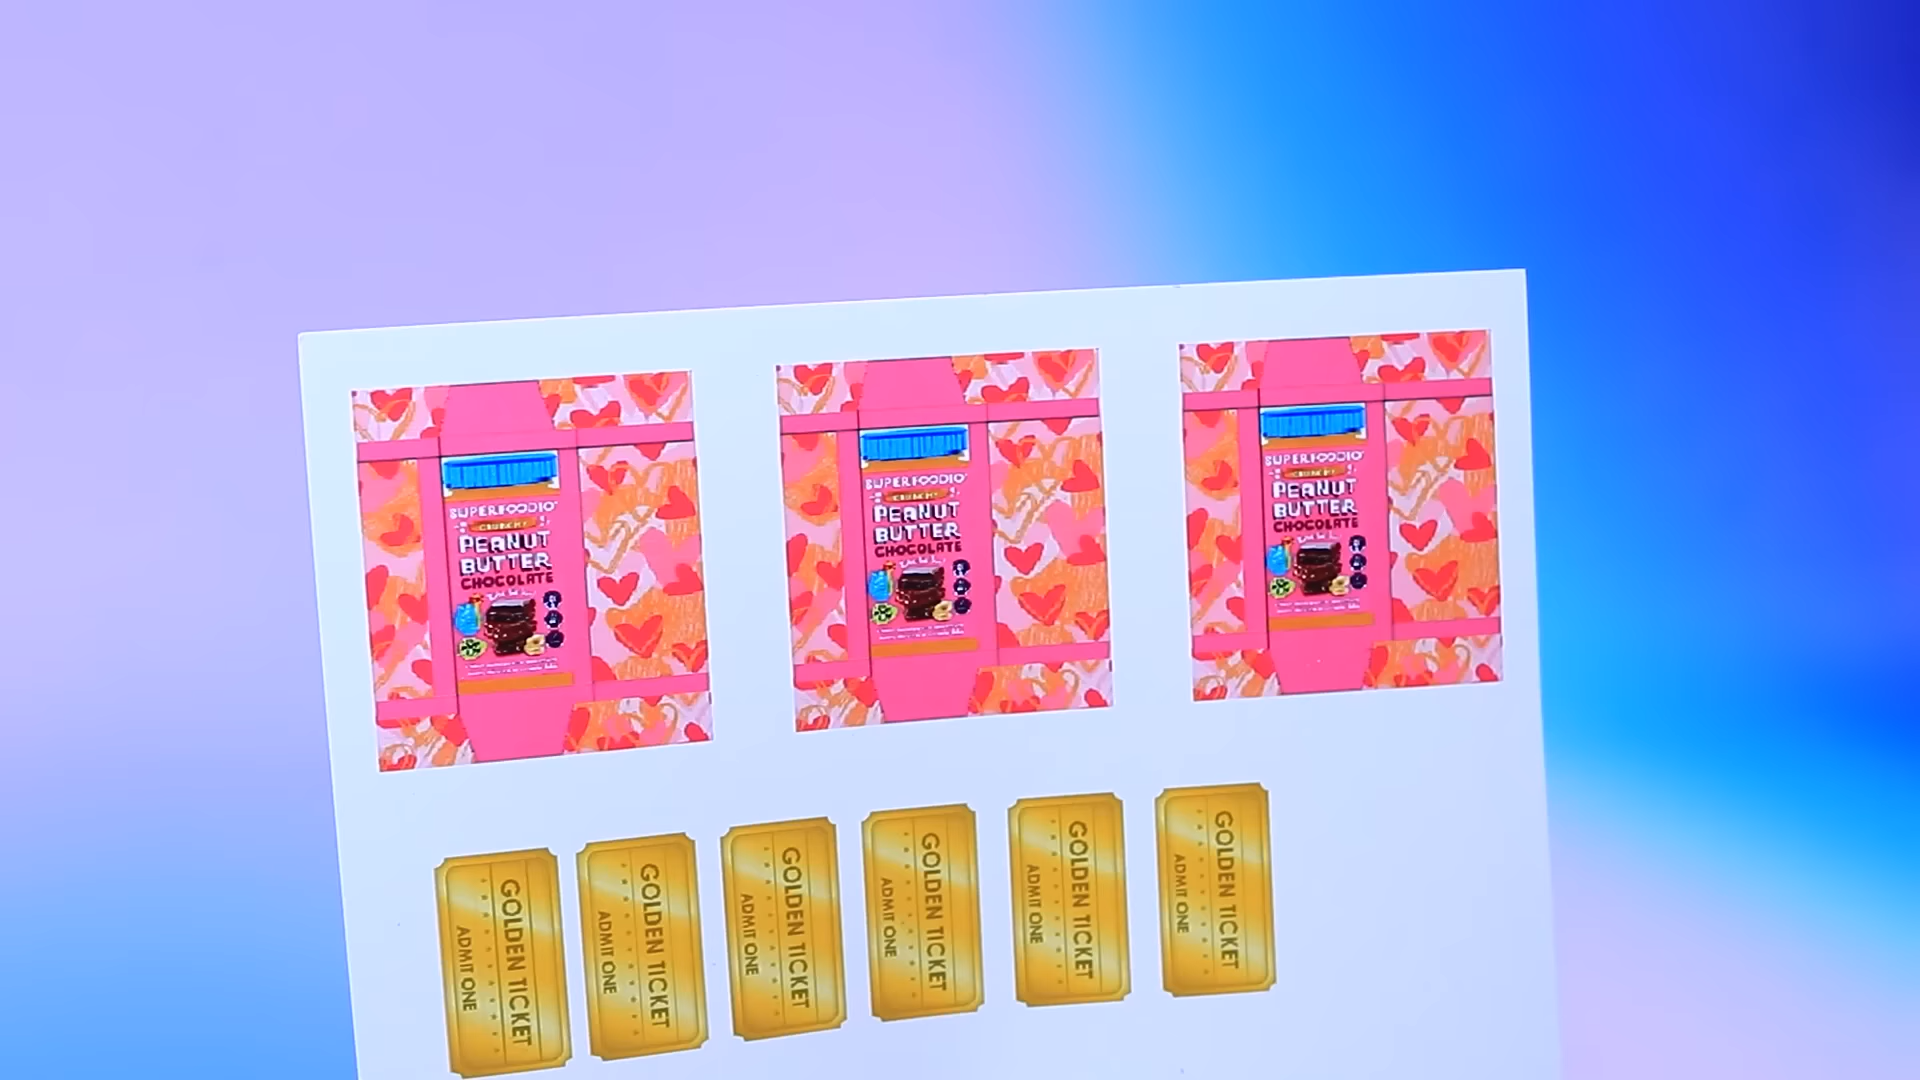 SUPERFOODIO
CRUNCHY
PEANUT
BUTTER
CHOCOLATE
SUPERFOODIO
CRUNCHY
PEANUT
BUTTER
CHOCOLATE
SUPERFOODIO
CRUNCHY
PEANUT
BUTTER
CHOCOLATE
GOLDEN TICKET
ADMIT ONE
GOLDEN TICKET
ADMIT ONE
GOLDEN TICKET
ADMIT ONE
GOLDEN TICKET
ADMIT ONE
GOLDEN TICKET
ADMIT ONE
GOLDEN TICKET
ADMIT ONE